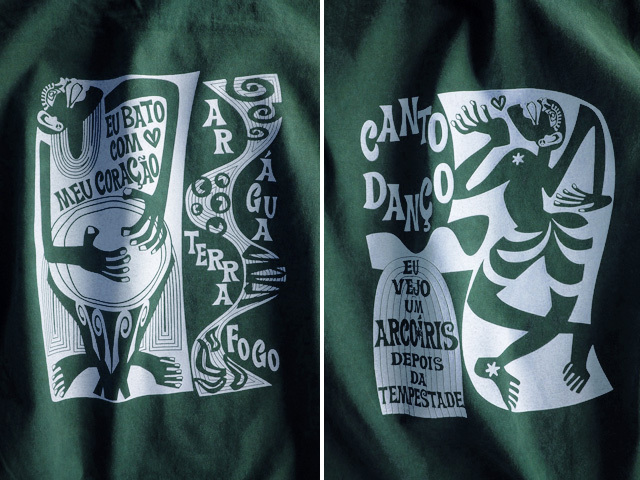 EU BATO
COM
MEU CORAÇÃO
AR
ÁGUA
TERRA
FOGO
CANTO
DANÇO
EU
VEJO
UM
ARCO-ÍRIS
DEPOIS
DA
TEMPESTADE